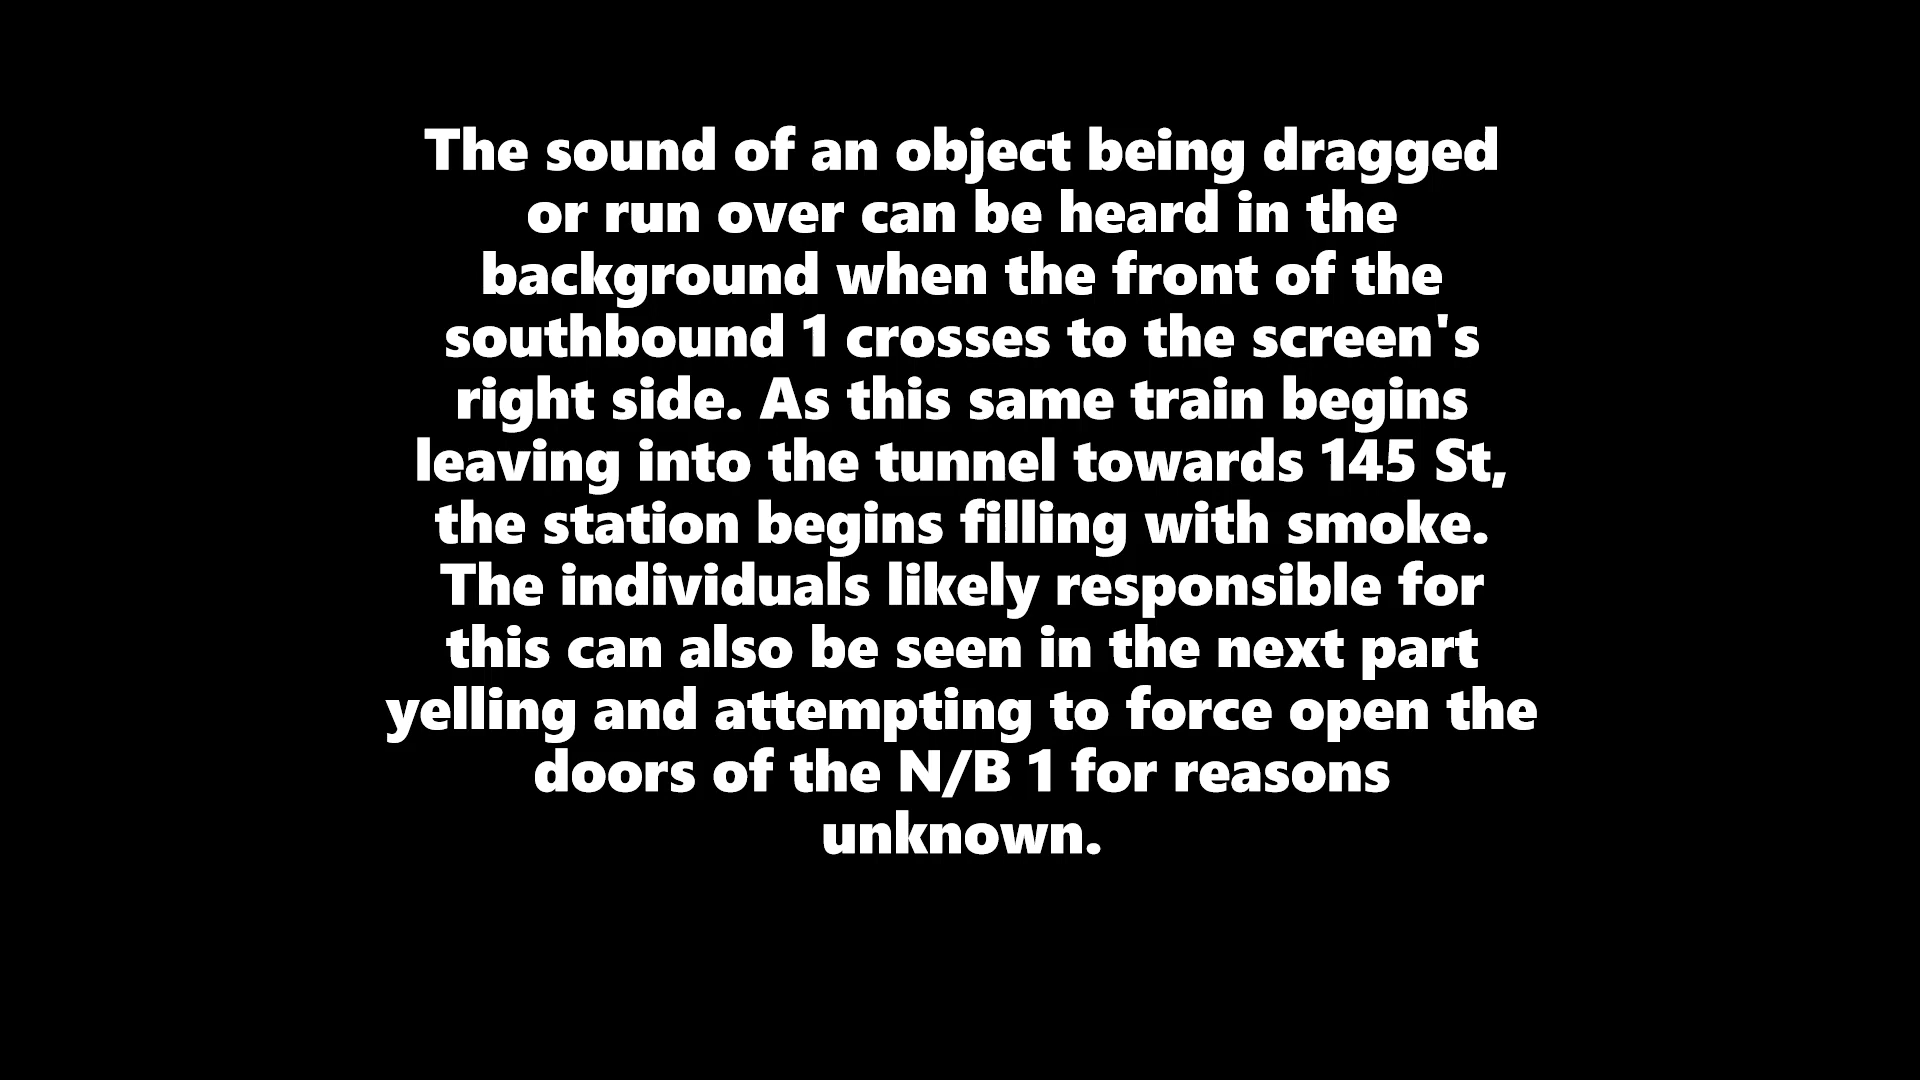 The sound of an object being dragged
or run over can be heard in the
background when the front of the
southbound 1 crosses to the screen's
right side. As this same train begins
leaving into the tunnel towards 145 St,
the station begins filling with smoke.
The individuals likely responsible for
this can also be seen in the next part
yelling and attempting to force open the
doors of the N/B 1 for reasons
unknown.